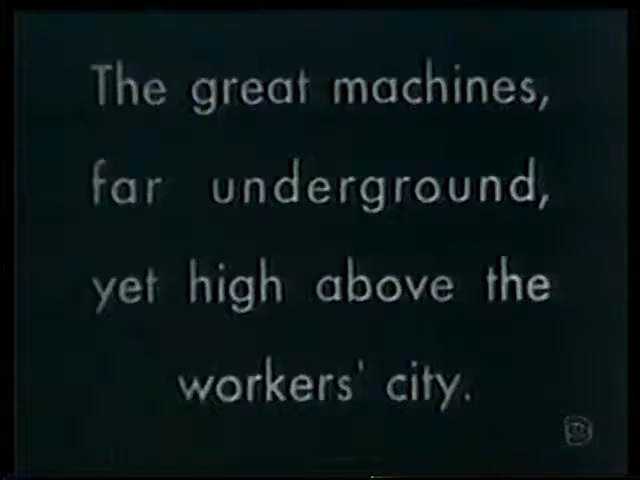 The great machines,
far underground,
yet high above the
workers' city.